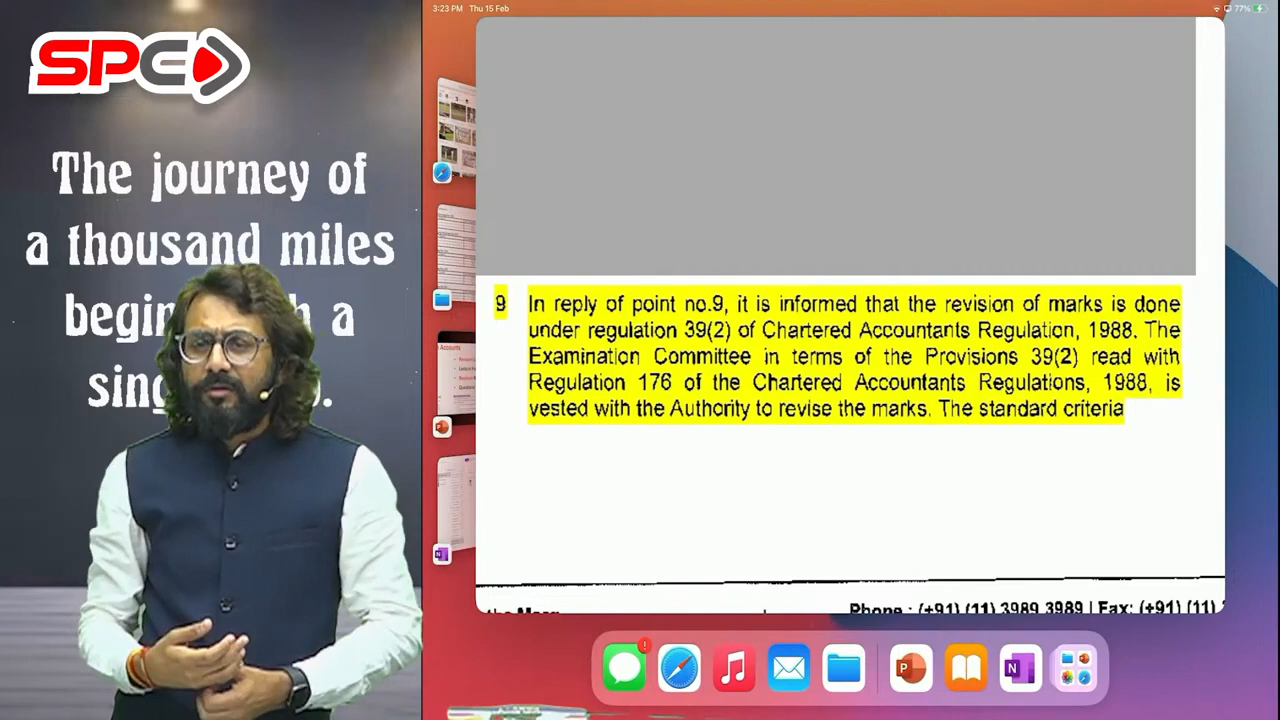 SPE
The journey of
a thousand miles
a
3:23 PM Thu 15 Feb
77%
9 In reply of point no.9, it is informed that the revision of marks is done
under regulation 39(2) of Chartered Accountants Regulation, 1988. The
Examination Committee in terms of the Provisions 39(2) read with
Regulation 176 of the Chartered Accountants Regulations, 1988, is
vested with the Authority to revise the marks. The standard criteria
Phone : (+91) (11) 3989 3989 | Fax: (+91) (11)